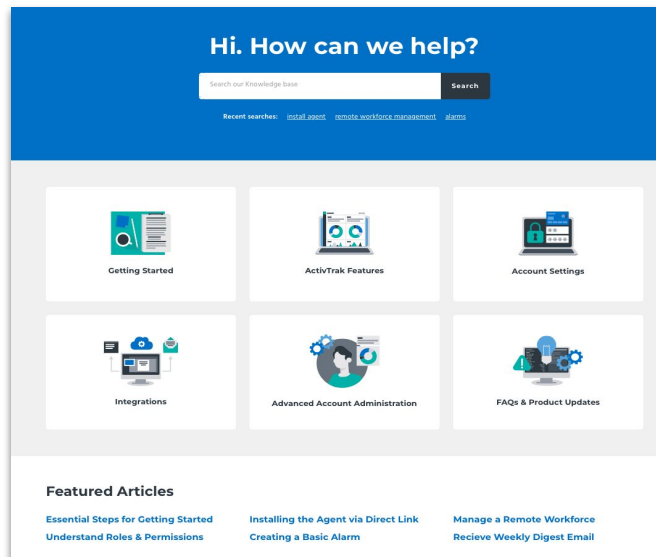 Hi. How can we help?
Search our Knowledge base
Search
Recent searches: install agent remote workforce management alarms
Getting Started
ActivTrak Features
Account Settings
Integrations
Advanced Account Administration
FAQs & Product Updates
Featured Articles
Essential Steps for Getting Started
Installing the Agent via Direct Link
Manage a Remote Workforce
Understand Roles & Permissions
Creating a Basic Alarm
Recieve Weekly Digest Email